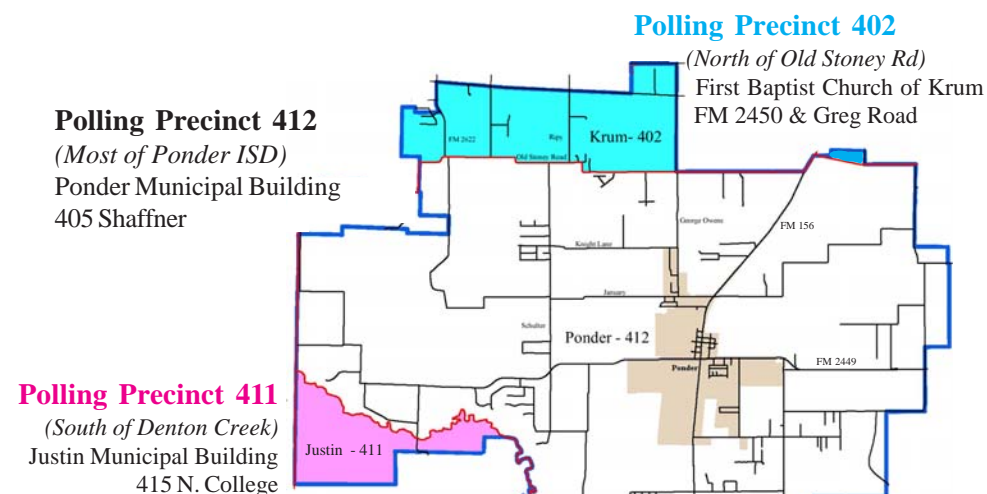 Polling Precinct 402
(North of Old Stoney Rd)
First Baptist Church of Krum
FM 2450 & Greg Road
Polling Precinct 412
(Most of Ponder ISD)
Ponder Municipal Building
405 Shaffner
FM 2622
Ripy
Krum- 402
Old Stoney Road
George Owens
FM 156
Knight Lane
January
Schulter
Ponder - 412
FM 2449
Ponder
Polling Precinct 411
(South of Denton Creek)
Justin Municipal Building
415 N. College
Justin - 411